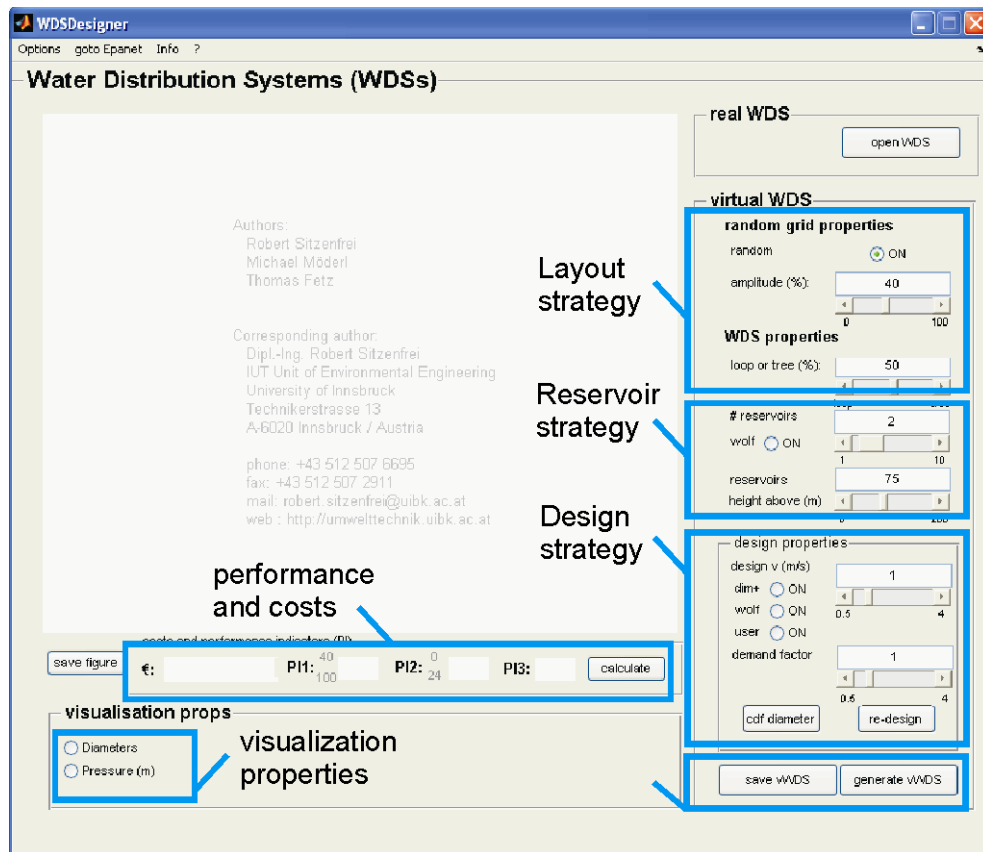 WDSDesigner
Options goto Epanet Info ?
Water Distribution Systems (WDSs)
real WDS
open WDS
Authors:
Robert Sitzenfrei
Michael Möderl
Thomas Fetz
Corresponding author:
Dipl.-Ing. Robert Sitzenfrei
IUT Unit of Environmental Engineering
University of Innsbruck
Technikerstrasse 13
A-6020 Innsbruck / Austria
phone: +43 512 507 6695
fax: +43 512 507 2911
mail: robert.sitzenfrei@uibk.ac.at
web : http://umwelttechnik.uibk.ac.at
Layout
strategy
Reservoir
strategy
Design
strategy
performance
and costs
virtual WDS
random grid properties
random ON
amplitude (%): 40
0 100
WDS properties
loop or tree (%): 50
# reservoirs 2
wolf ON
1 10
reservoirs 75
height above (m)
0 200
design properties
design v (m/s) 1
dim+ ON
wolf ON
0.5 4
user ON
demand factor 1
0.5 4
cdf diameter re-design
save vWDS generate vWDS
costs and performance indicators (PI)
save figure
€: PI1: 40 100 PI2: 0 24 PI3: calculate
visualisation props
Diameters
Pressure (m)
visualization
properties